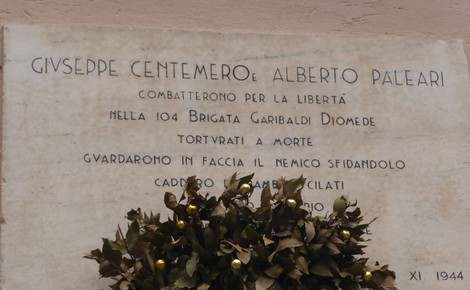 GIVSEPPE CENTEMERO E ALBERTO PALEARI
COMBATTERONO PER LA LIBERTÀ
NELLA 104 BRIGATA GARIBALDI DIOMEDE
TORTVRATI A MORTE
GVARDARONO IN FACCIA IL NEMICO SFIDANDOLO
XI 1944